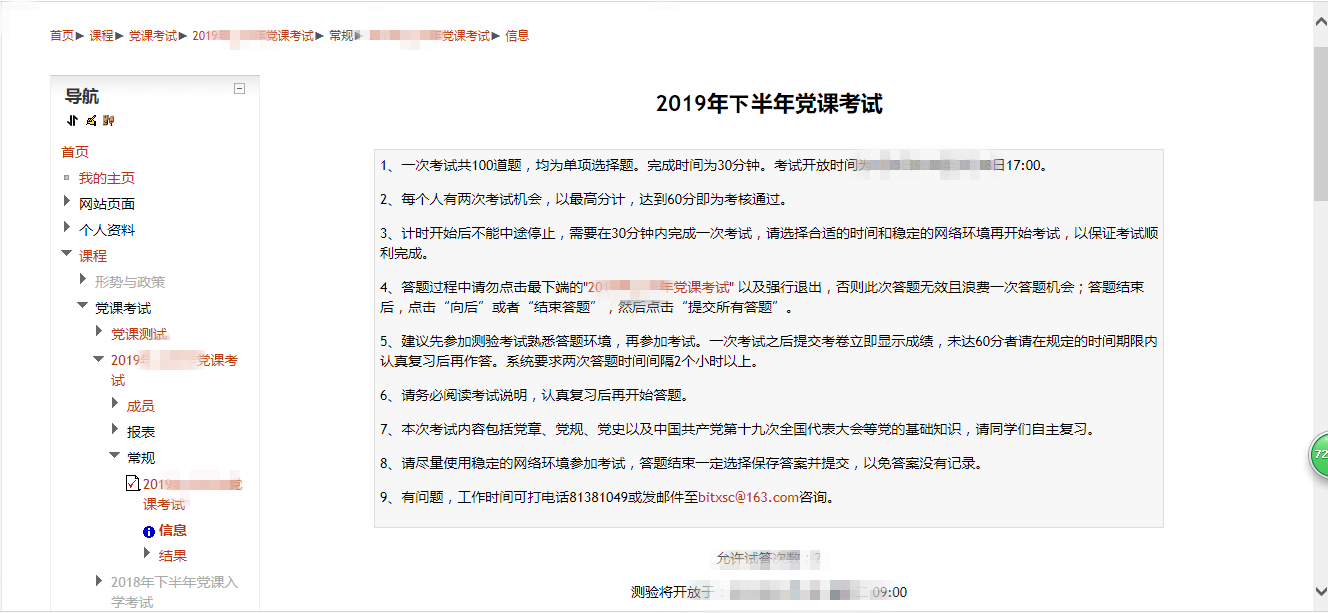 首页▶ 课程▶ 党课考试▶ 2019 年党课考试▶ 常规▶ 年党课考试▶ 信息
导航
首页
我的主页
网站页面
个人资料
课程
形势与政策
党课考试
党课测试
2019年 党课考
试
成员
报表
常规
2019 党
课考试
信息
结果
2018年下半年党课入
学考试
2019年下半年党课考试
1、一次考试共100道题，均为单项选择题。完成时间为30分钟。考试开放时间为 日17:00。
2、每个人有两次考试机会，以最高分计，达到60分即为考核通过。
3、计时开始后不能中途停止，需要在30分钟内完成一次考试，请选择合适的时间和稳定的网络环境再开始考试，以保证考试顺
利完成。
4、答题过程中请勿点击最下端的"201 年党课考试" 以及强行退出，否则此次答题无效且浪费一次答题机会；答题结束
后，点击“向后”或者“结束答题”，然后点击“提交所有答题”。
5、建议先参加测验考试熟悉答题环境，再参加考试。一次考试之后提交考卷立即显示成绩，未达60分者请在规定的时间期限内
认真复习后再作答。系统要求两次答题时间间隔2个小时以上。
6、请务必阅读考试说明，认真复习后再开始答题。
7、本次考试内容包括党章、党规、党史以及中国共产党第十九次全国代表大会等党的基础知识，请同学们自主复习。
8、请尽量使用稳定的网络环境参加考试，答题结束一定选择保存答案并提交，以免答案没有记录。
9、有问题，工作时间可打电话81381049或发邮件至bitxsc@163.com咨询。
允许试答次数：2
测验将开放于： 二 09:00
72